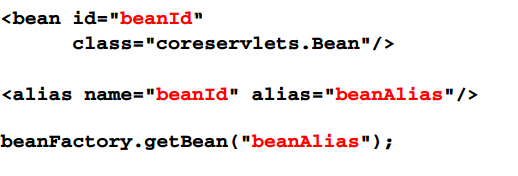 <bean id="beanId"
class="coreservlets.Bean"/>
<alias name="beanId" alias="beanAlias"/>
beanFactory.getBean("beanAlias");